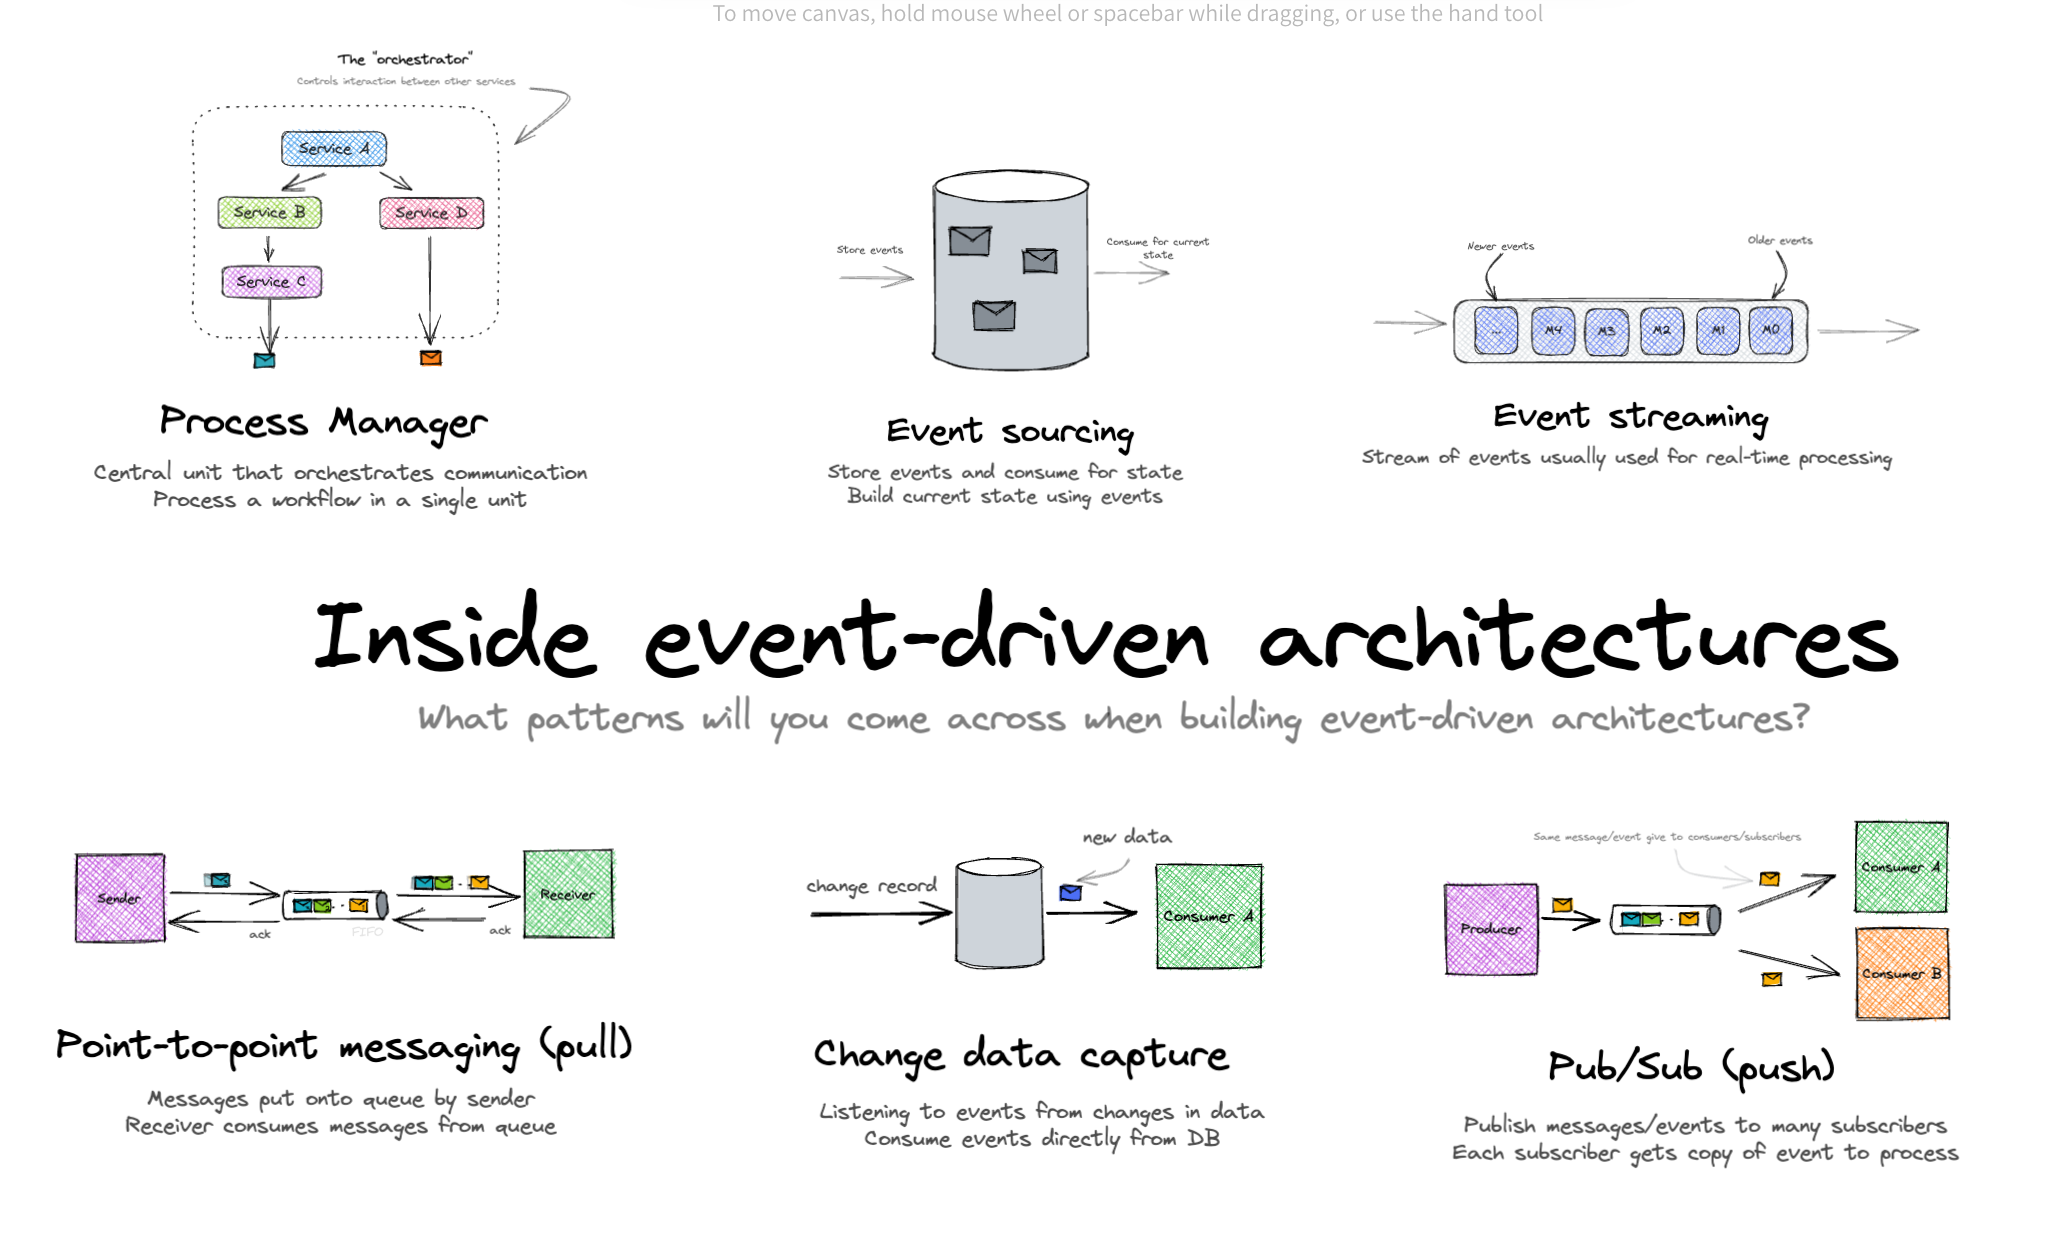 To move canvas, hold mouse wheel or spacebar while dragging, or use the hand tool
The "orchestrator"
Controls interaction between other services
Service A
Service B
Service D
Service C
Process Manager
Central unit that orchestrates communication
Process a workflow in a single unit
Store events
Consume for current
state
Event sourcing
Store events and consume for state
Build current state using events
Newer events
Older events
...
M4
M3
M2
M1
M0
Event streaming
Stream of events usually used for real-time processing
Inside event-driven architectures
What patterns will you come across when building event-driven architectures?
Sender
ack
FIFO
ack
Receiver
Point-to-point messaging (pull)
Messages put onto queue by sender
Receiver consumes messages from queue
new data
change record
Consumer A
Change data capture
Listening to events from changes in data
Consume events directly from DB
Same message/event give to consumers/subscribers
Producer
Consumer A
Consumer B
Pub/Sub (push)
Publish messages/events to many subscribers
Each subscriber gets copy of event to process